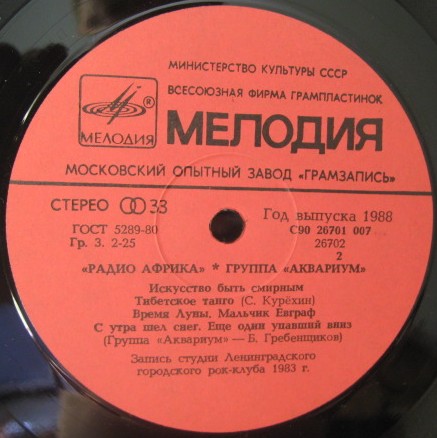 МИНИСТЕРСТВО КУЛЬТУРЫ СССР
ВСЕСОЮЗНАЯ ФИРМА ГРАМПЛАСТИНОК
® МЕЛОДИЯ
МЕЛОДИЯ
МОСКОВСКИЙ ОПЫТНЫЙ ЗАВОД «ГРАМЗАПИСЬ»
СТЕРЕО 33 Год выпуска 1988
ГОСТ 5289-80 С90 26701 007
Гр. 3. 2-25 26702
2
«РАДИО АФРИКА» * ГРУППА «АКВАРИУМ»
Искусство быть смирным
Тибетское танго (С. Курёхин)
Время Луны, Мальчик Евграф
С утра шел снег. Еще один упавший вниз
(Группа «Аквариум» — Б. Гребенщиков)
Запись студии Ленинградского
городского рок-клуба 1983 г.